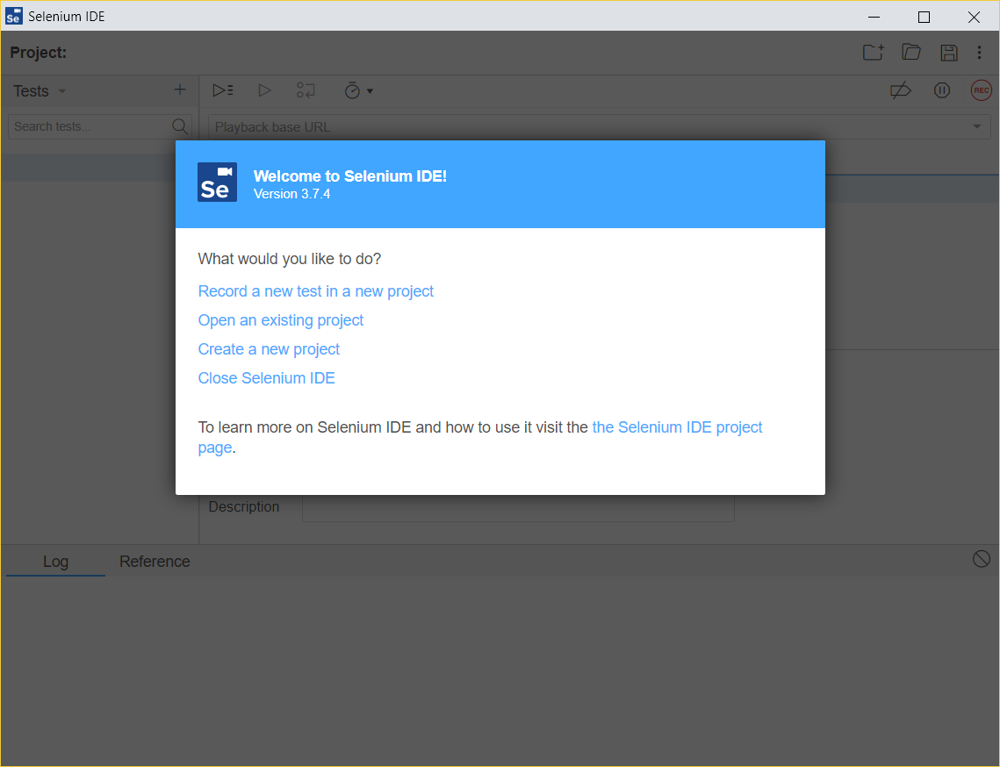 Se Selenium IDE
Project:
Tests
REC
Search tests...
Playback base URL
Se
Welcome to Selenium IDE!
Version 3.7.4
What would you like to do?
Record a new test in a new project
Open an existing project
Create a new project
Close Selenium IDE
To learn more on Selenium IDE and how to use it visit the the Selenium IDE project
page.
Description
Log Reference